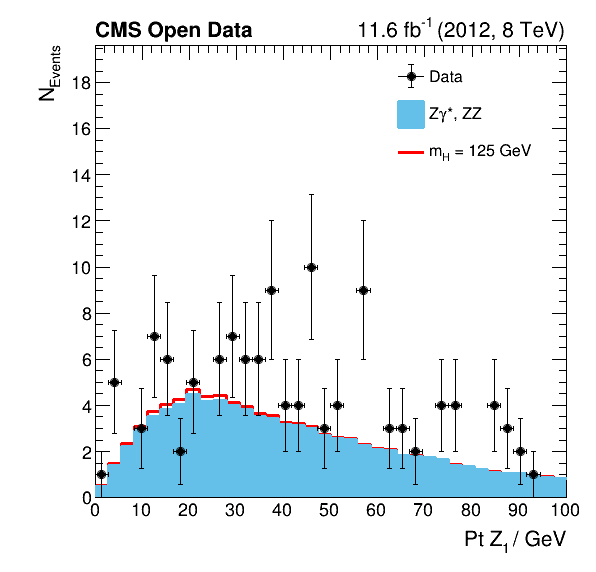 CMS Open Data 11.6 fb⁻¹ (2012, 8 TeV)
N_Events
Data
Zγ*, ZZ
m_H = 125 GeV
18
16
14
12
10
8
6
4
2
0
0 10 20 30 40 50 60 70 80 90 100
Pt Z₁ / GeV